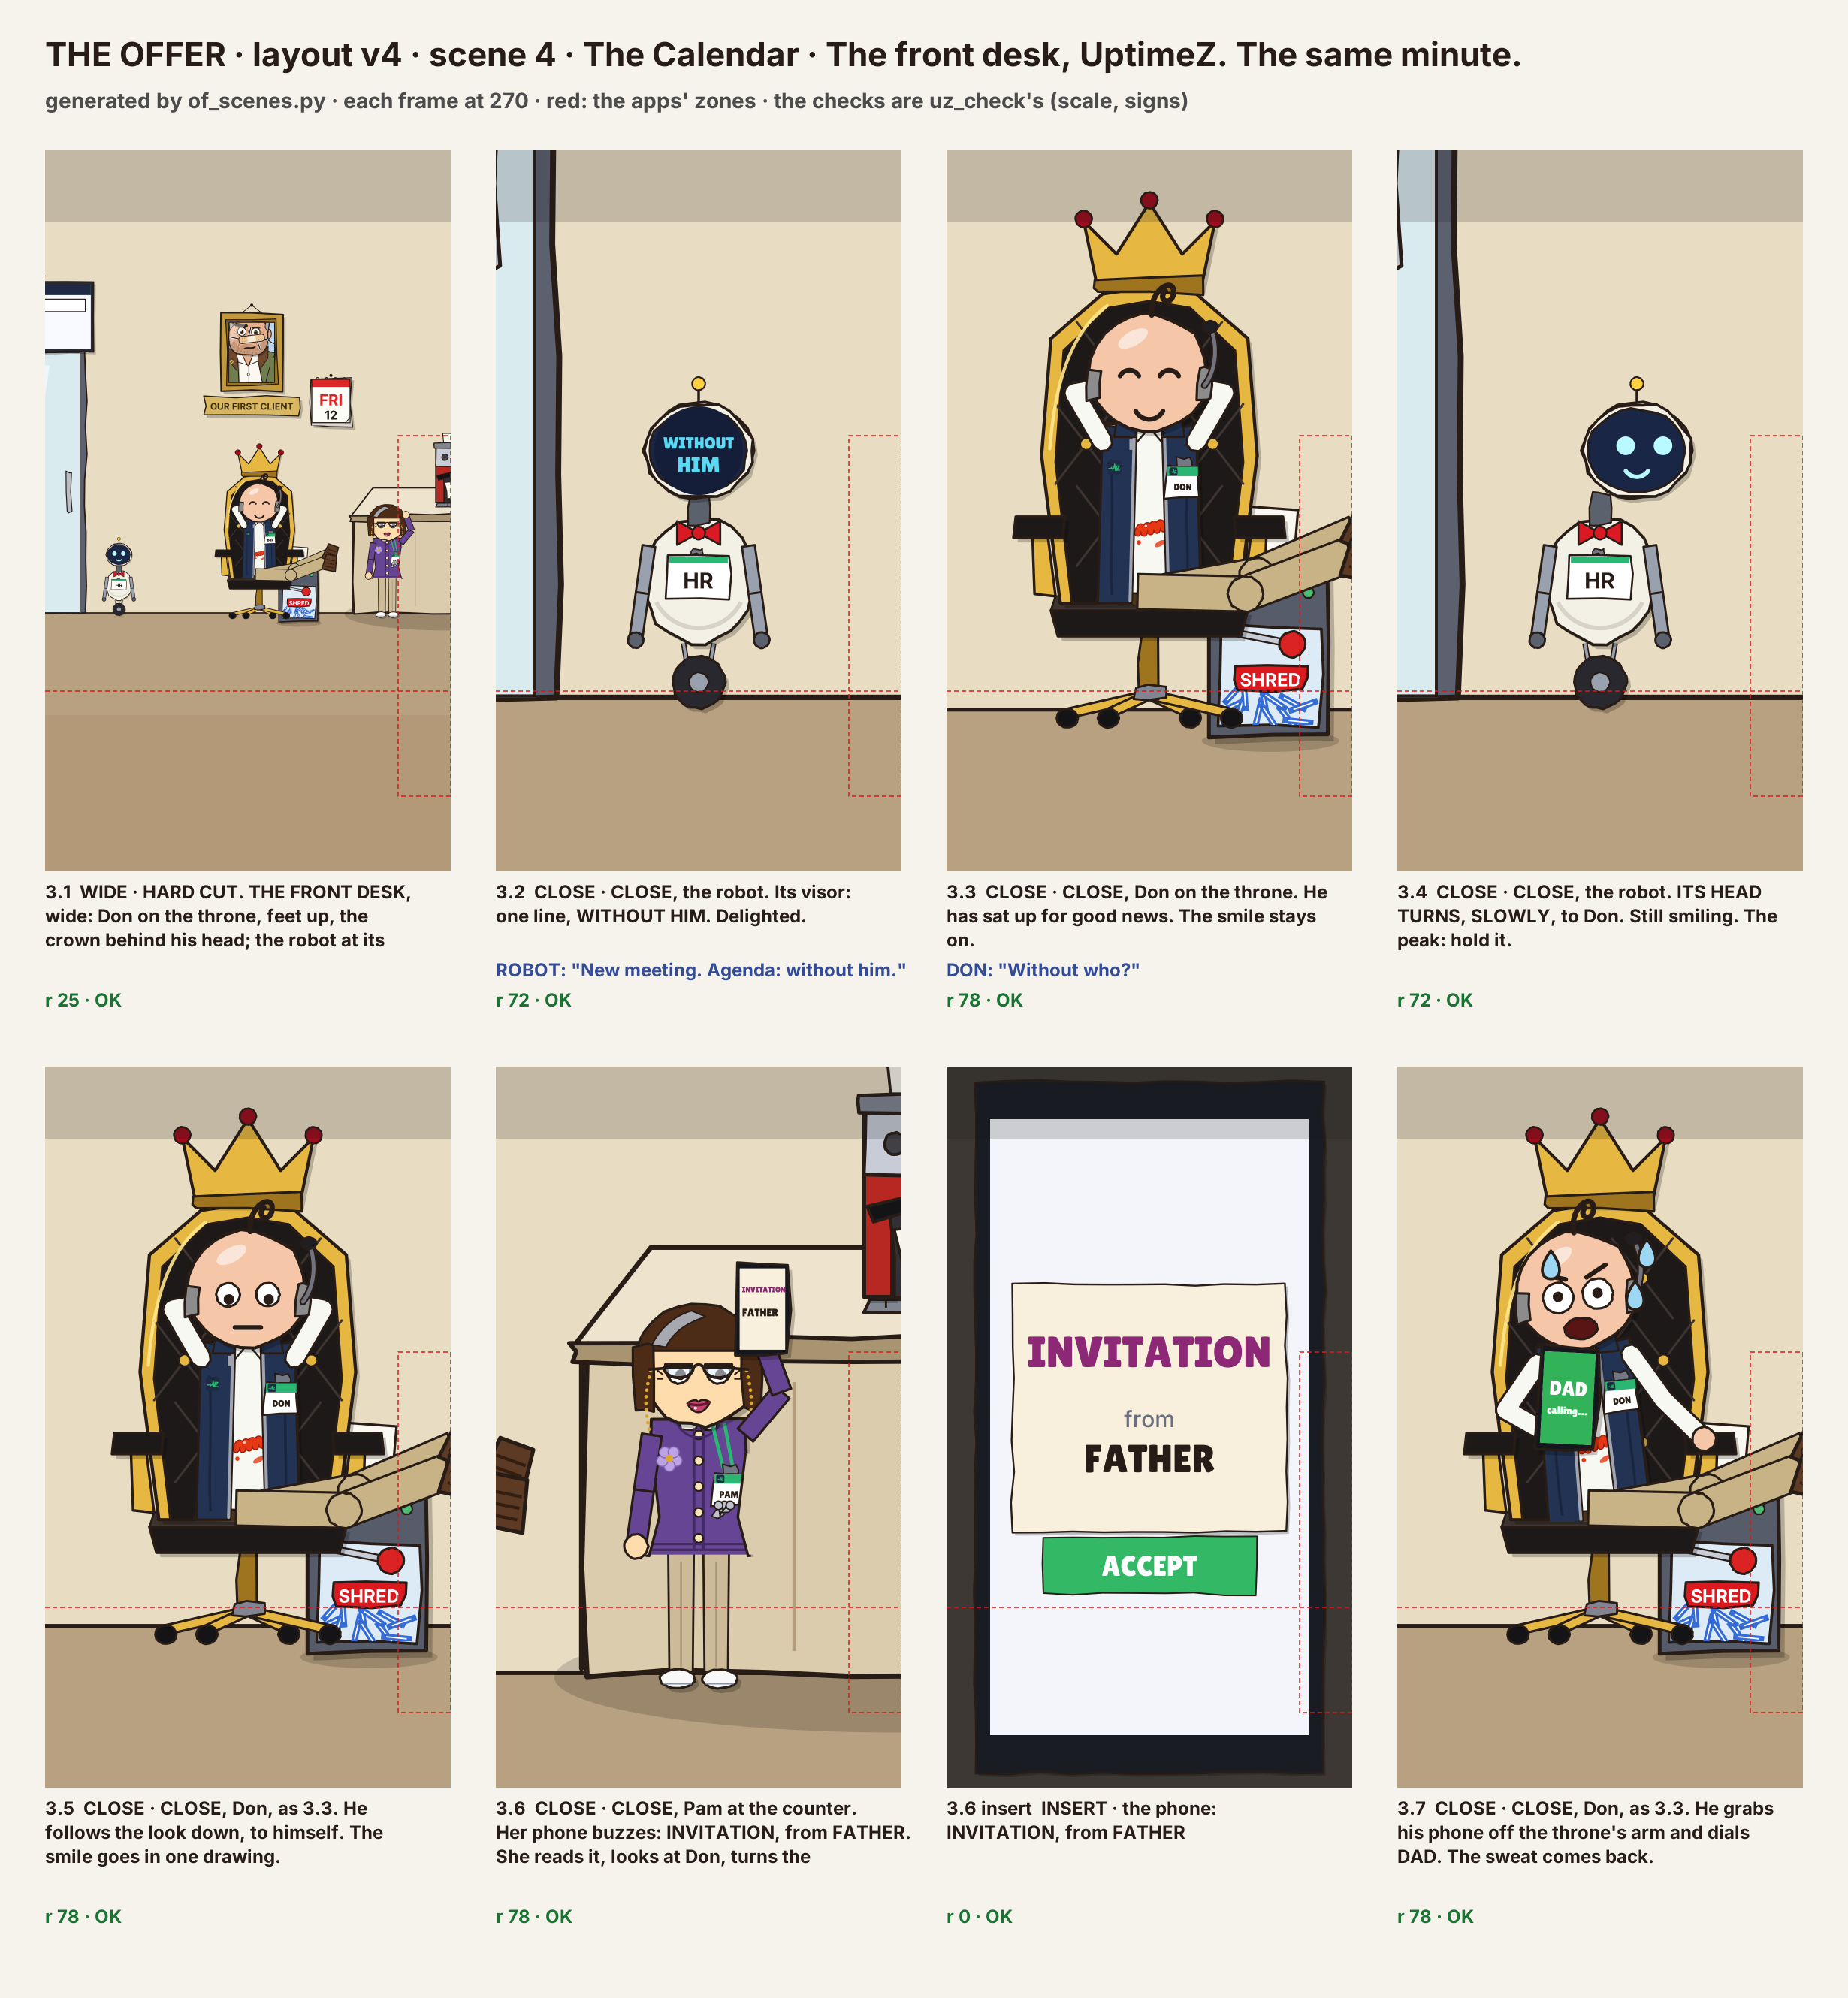 THE OFFER · layout v4 · scene 4 · The Calendar · The front desk, UptimeZ. The same minute.
generated by of_scenes.py · each frame at 270 · red: the apps' zones · the checks are uz_check's (scale, signs)
OUR FIRST CLIENT
FRI
12
HR
SHRED
WITHOUT
HIM
HR
DON
SHRED
HR
3.1 WIDE · HARD CUT. THE FRONT DESK,
wide: Don on the throne, feet up, the
crown behind his head; the robot at its
r 25 · OK
3.2 CLOSE · CLOSE, the robot. Its visor:
one line, WITHOUT HIM. Delighted.
ROBOT: "New meeting. Agenda: without him."
r 72 · OK
3.3 CLOSE · CLOSE, Don on the throne. He
has sat up for good news. The smile stays
on.
DON: "Without who?"
r 78 · OK
3.4 CLOSE · CLOSE, the robot. ITS HEAD
TURNS, SLOWLY, to Don. Still smiling. The
peak: hold it.
r 72 · OK
DON
SHRED
INVITATION
FATHER
PAM
INVITATION
from
FATHER
ACCEPT
DAD
calling...
DON
SHRED
3.5 CLOSE · CLOSE, Don, as 3.3. He
follows the look down, to himself. The
smile goes in one drawing.
r 78 · OK
3.6 CLOSE · CLOSE, Pam at the counter.
Her phone buzzes: INVITATION, from FATHER.
She reads it, looks at Don, turns the
r 78 · OK
3.6 insert INSERT · the phone:
INVITATION, from FATHER
r 0 · OK
3.7 CLOSE · CLOSE, Don, as 3.3. He grabs
his phone off the throne's arm and dials
DAD. The sweat comes back.
r 78 · OK